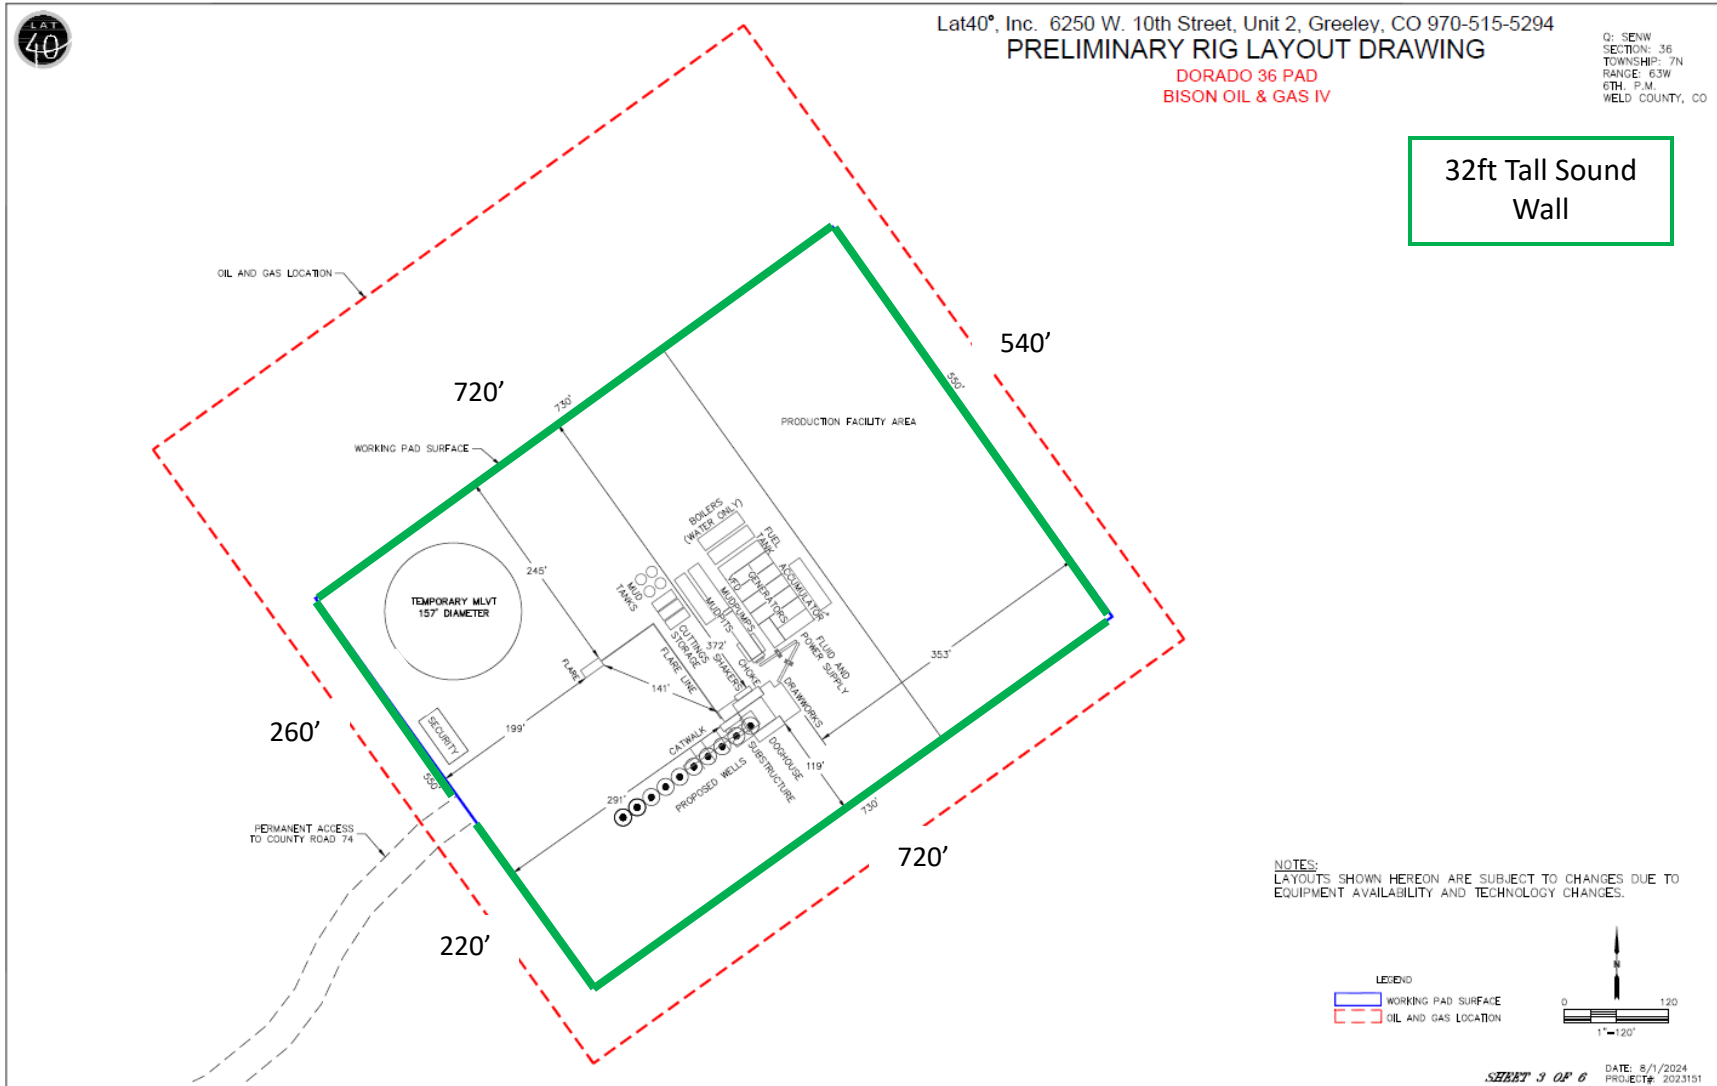 LAT
40
Lat40°, Inc. 6250 W. 10th Street, Unit 2, Greeley, CO 970-515-5294
PRELIMINARY RIG LAYOUT DRAWING
DORADO 36 PAD
BISON OIL & GAS IV
Q: SENW
SECTION: 36
TOWNSHIP: 7N
RANGE: 63W
6TH. P.M.
WELD COUNTY, CO
32ft Tall Sound
Wall
OIL AND GAS LOCATION
540'
720'
730'
550'
WORKING PAD SURFACE
PRODUCTION FACILITY AREA
BOILERS
(WATER ONLY)
FUEL
TANK
245'
TEMPORARY MLVT
157' DIAMETER
MUD
TANKS
CUTTINGS
STORAGE
MUDPITS
MUDPUMPS
VFD
GENERATORS
ACCUMULATOR
FLUID AND
POWER SUPPLY
372'
353'
FLARE
FLARE LINE
SHAKERS
CHOKE
DRAWWORKS
141'
199'
260'
SECURITY
CATWALK
DOGHOUSE
SUBSTRUCTURE
119'
PROPOSED WELLS
291'
550'
730'
PERMANENT ACCESS
TO COUNTY ROAD 74
720'
220'
NOTES:
LAYOUTS SHOWN HEREON ARE SUBJECT TO CHANGES DUE TO
EQUIPMENT AVAILABILITY AND TECHNOLOGY CHANGES.
N
LEGEND
WORKING PAD SURFACE
OIL AND GAS LOCATION
0 120
1"=120'
SHEET 3 OF 6
DATE: 8/1/2024
PROJECT#: 2023151